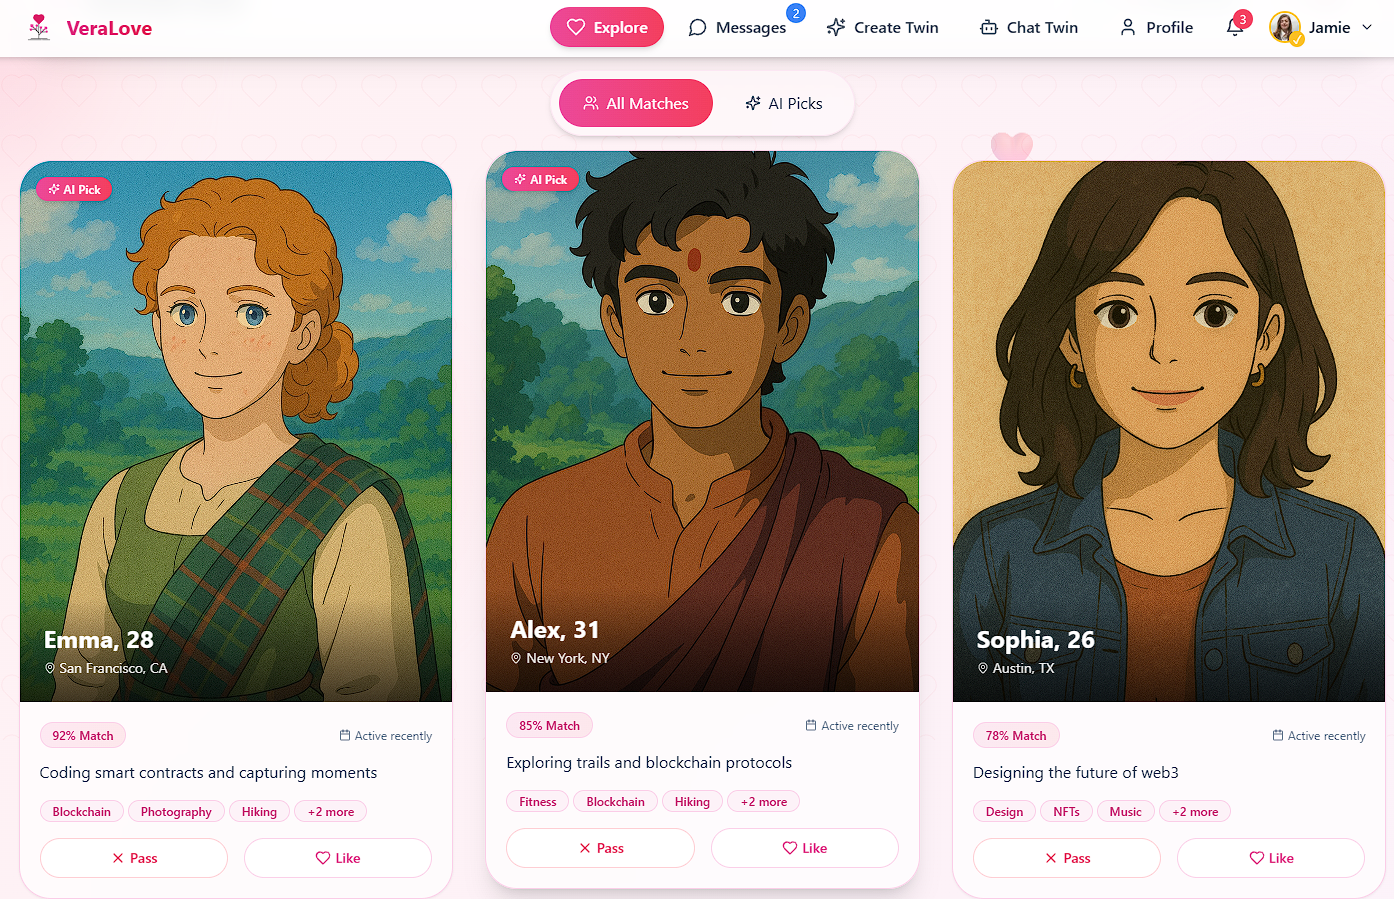 VeraLove
Explore
Messages
2
Create Twin
Chat Twin
Profile
3
Jamie
All Matches
AI Picks
AI Pick
Emma, 28
San Francisco, CA
92% Match
Active recently
Coding smart contracts and capturing moments
Blockchain
Photography
Hiking
+2 more
Pass
Like
AI Pick
Alex, 31
New York, NY
85% Match
Active recently
Exploring trails and blockchain protocols
Fitness
Blockchain
Hiking
+2 more
Pass
Like
Sophia, 26
Austin, TX
78% Match
Active recently
Designing the future of web3
Design
NFTs
Music
+2 more
Pass
Like